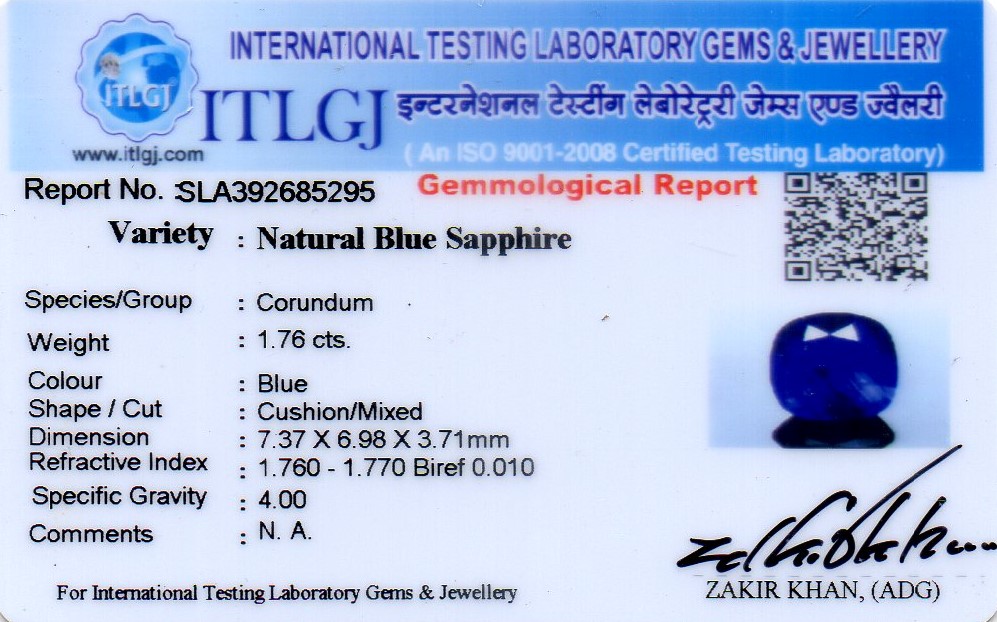 INTERNATIONAL TESTING LABORATORY GEMS & JEWELLERY
ITLGJ
ITLGJ
इन्टरनेशनल टेस्टींग लेबोरेट्ररी जेम्स एण्ड ज्वैलरी
www.itlgj.com
( An ISO 9001-2008 Certified Testing Laboratory)
Report No. :SLA392685295
Gemmological Report
Variety : Natural Blue Sapphire
Species/Group : Corundum
Weight : 1.76 cts.
Colour : Blue
Shape / Cut : Cushion/Mixed
Dimension : 7.37 X 6.98 X 3.71mm
Refractive Index : 1.760 - 1.770 Biref 0.010
Specific Gravity : 4.00
Comments : N. A.
For International Testing Laboratory Gems & Jewellery
ZAKIR KHAN, (ADG)